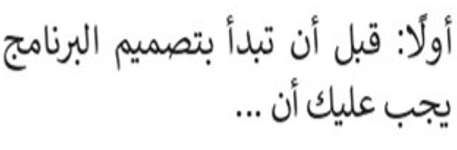 أولًا: قبل أن تبدأ بتصميم البرنامج
يجب عليك أن ...